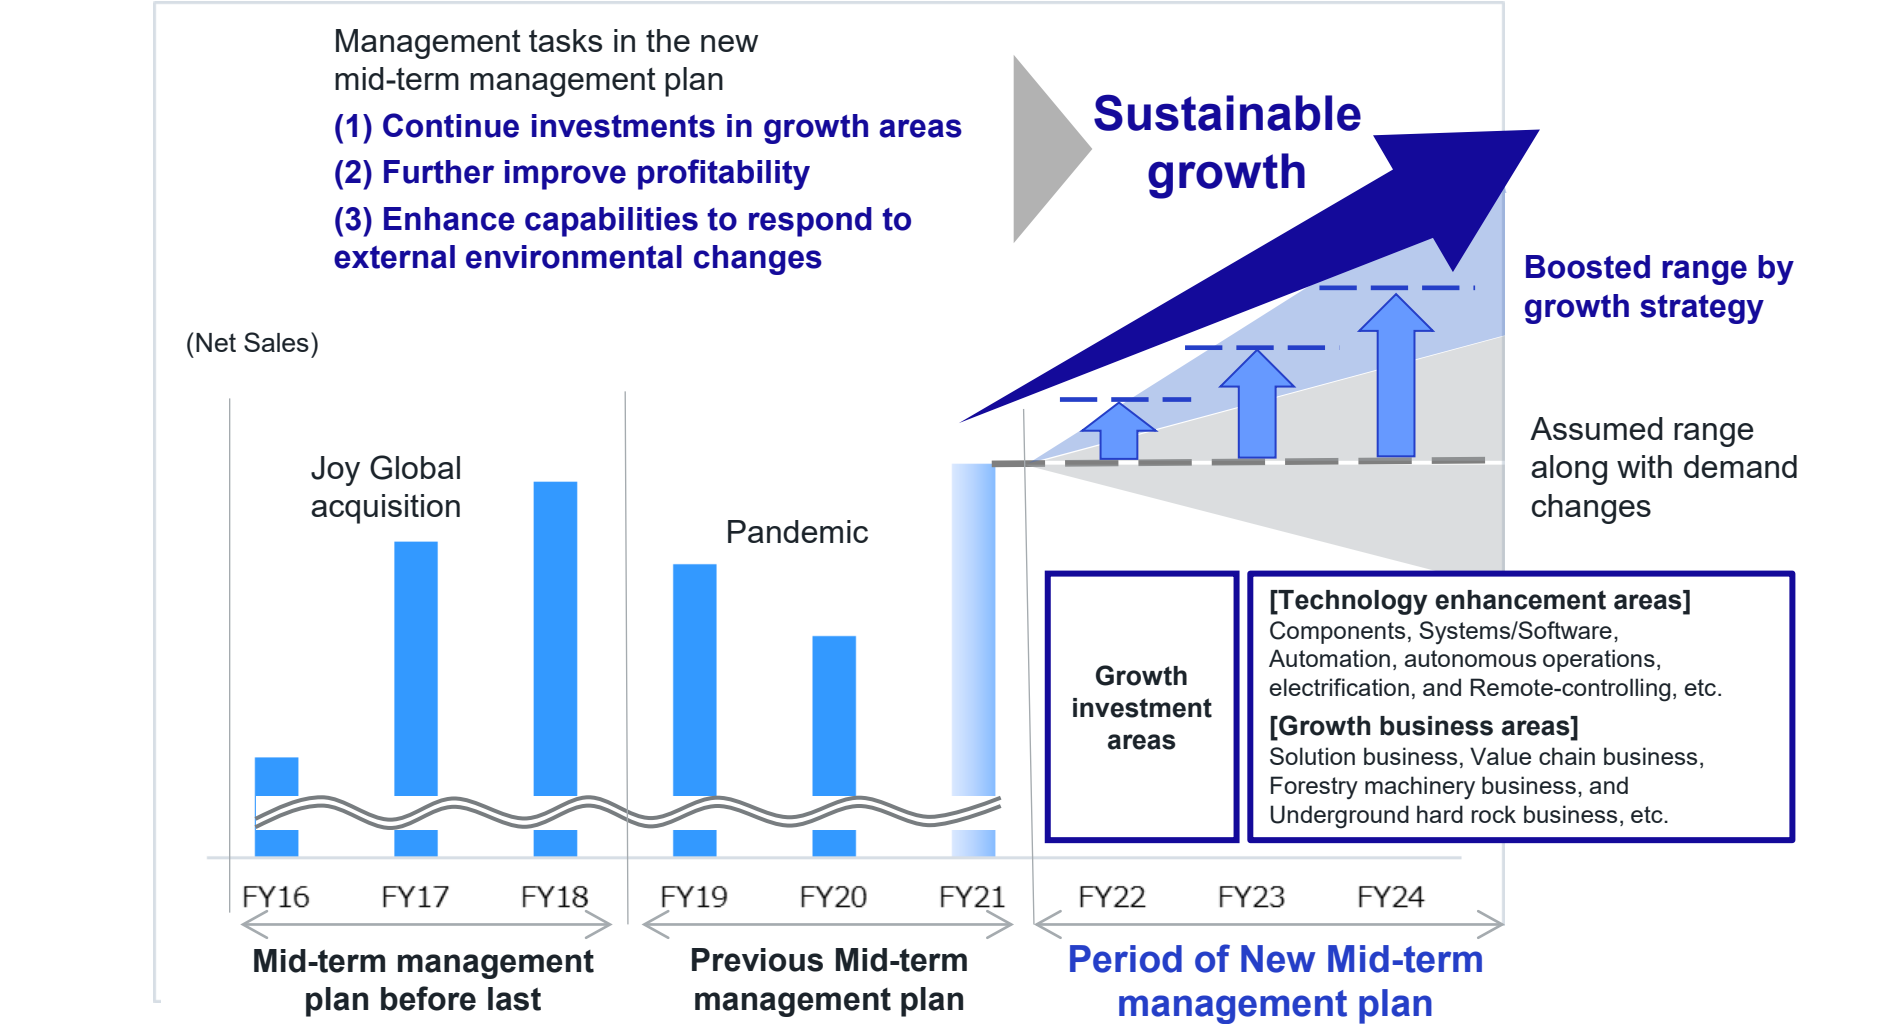 Management tasks in the new
mid-term management plan
(1) Continue investments in growth areas
(2) Further improve profitability
(3) Enhance capabilities to respond to
external environmental changes
Sustainable
growth
Boosted range by
growth strategy
(Net Sales)
Assumed range
along with demand
changes
Joy Global
acquisition
Pandemic
Growth
investment
areas
[Technology enhancement areas]
Components, Systems/Software,
Automation, autonomous operations,
electrification, and Remote-controlling, etc.
[Growth business areas]
Solution business, Value chain business,
Forestry machinery business, and
Underground hard rock business, etc.
FY16 FY17 FY18 FY19 FY20 FY21 FY22 FY23 FY24
Mid-term management
plan before last
Previous Mid-term
management plan
Period of New Mid-term
management plan